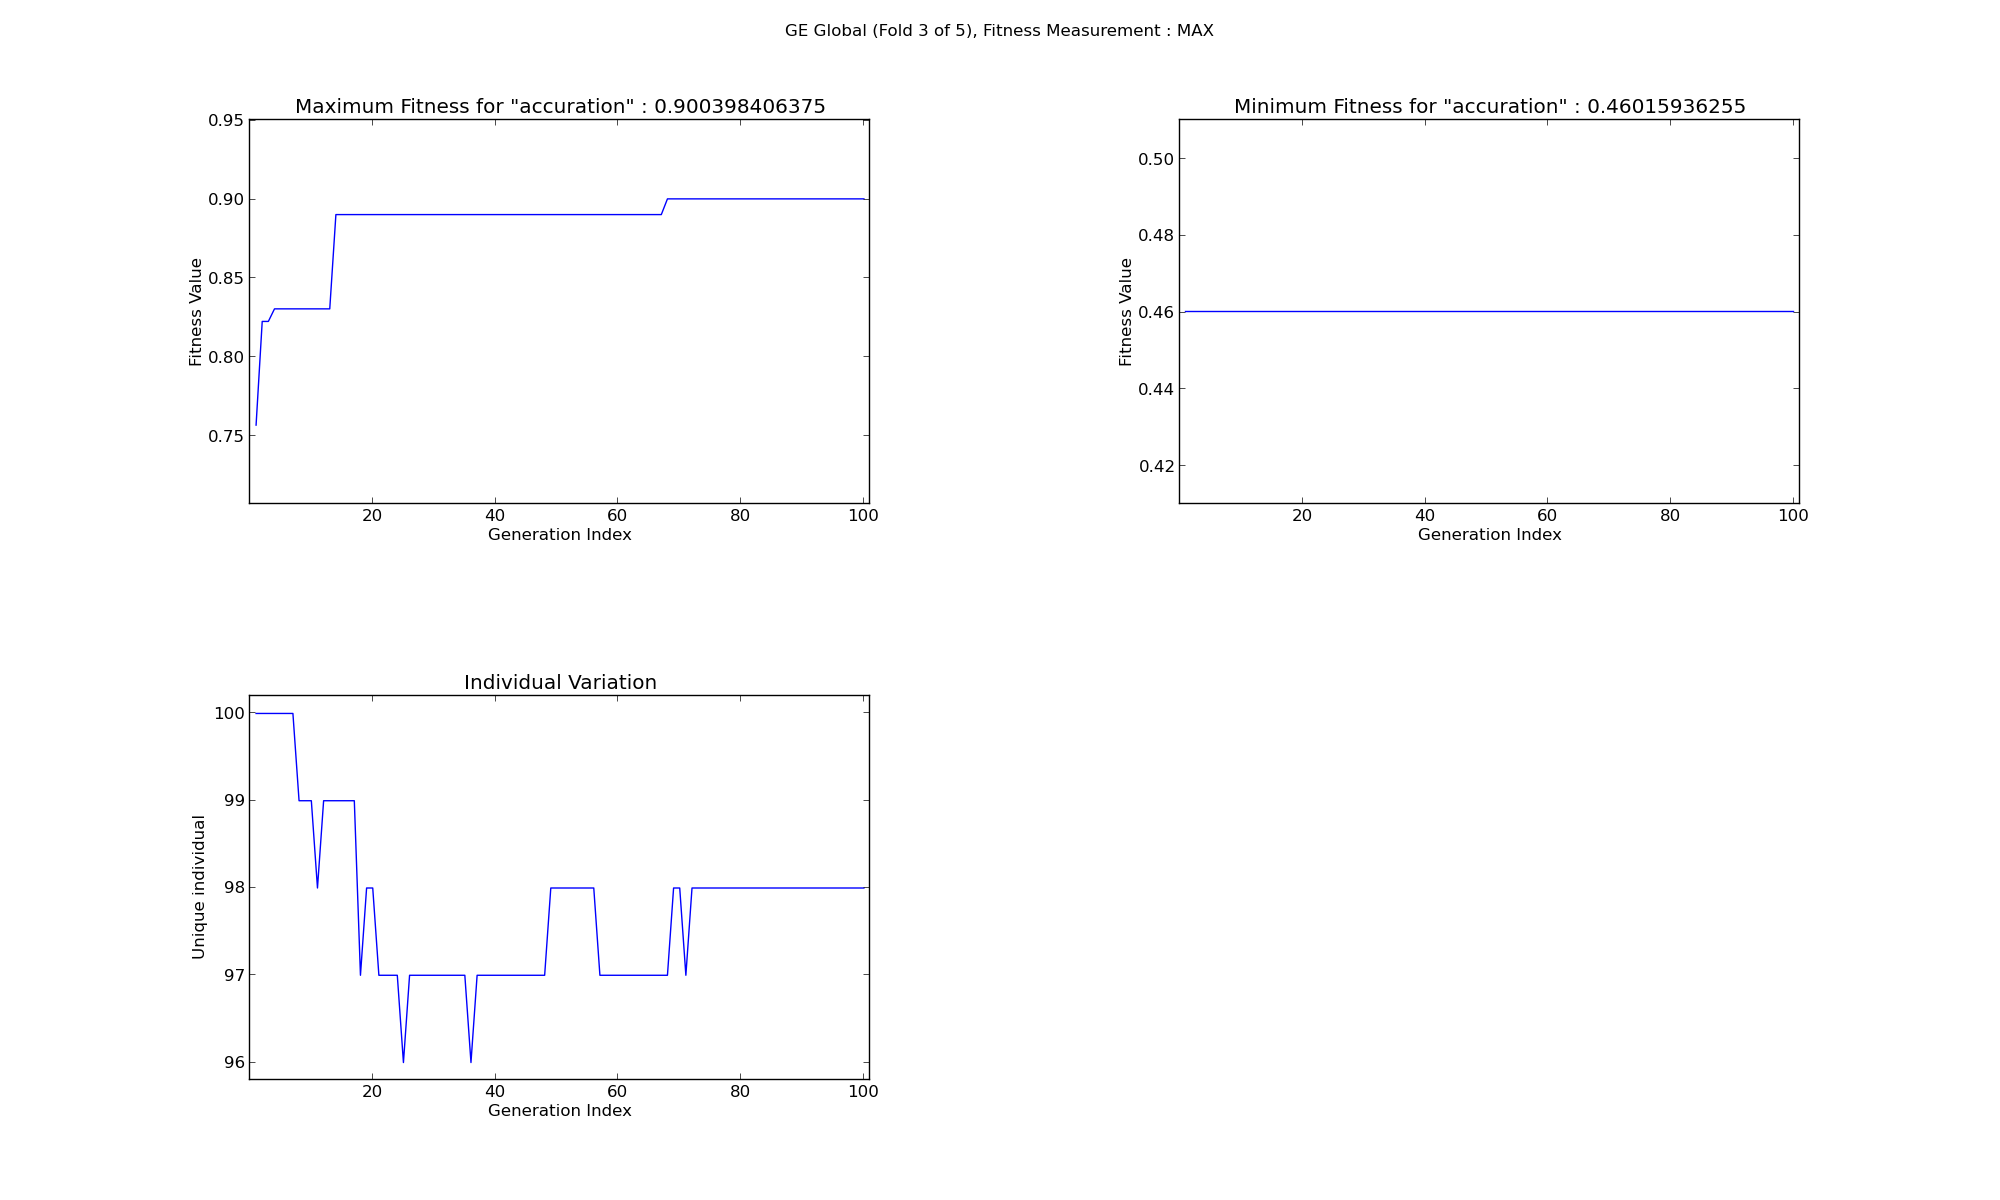 GE Global (Fold 3 of 5), Fitness Measurement : MAX
Maximum Fitness for "accuration" : 0.900398406375
0.95
0.90
0.85
0.80
0.75
Fitness Value
20 40 60 80 100
Generation Index
Minimum Fitness for "accuration" : 0.46015936255
0.50
0.48
0.46
0.44
0.42
Fitness Value
20 40 60 80 100
Generation Index
Individual Variation
100
99
98
97
96
Unique individual
20 40 60 80 100
Generation Index